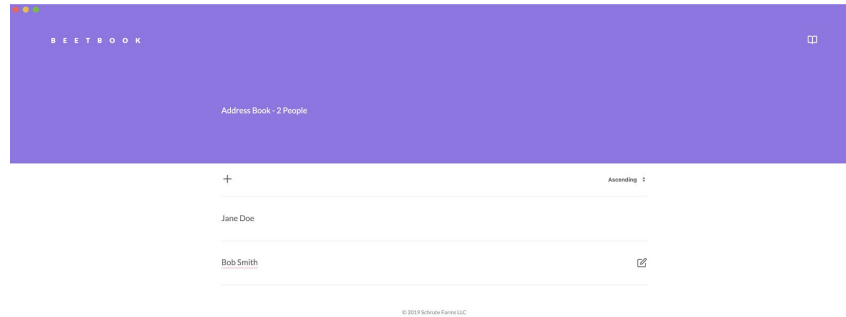 BEETBOOK
Address Book - 2 People
Ascending
Jane Doe
Bob Smith
© 2019 Schrute Farms LLC